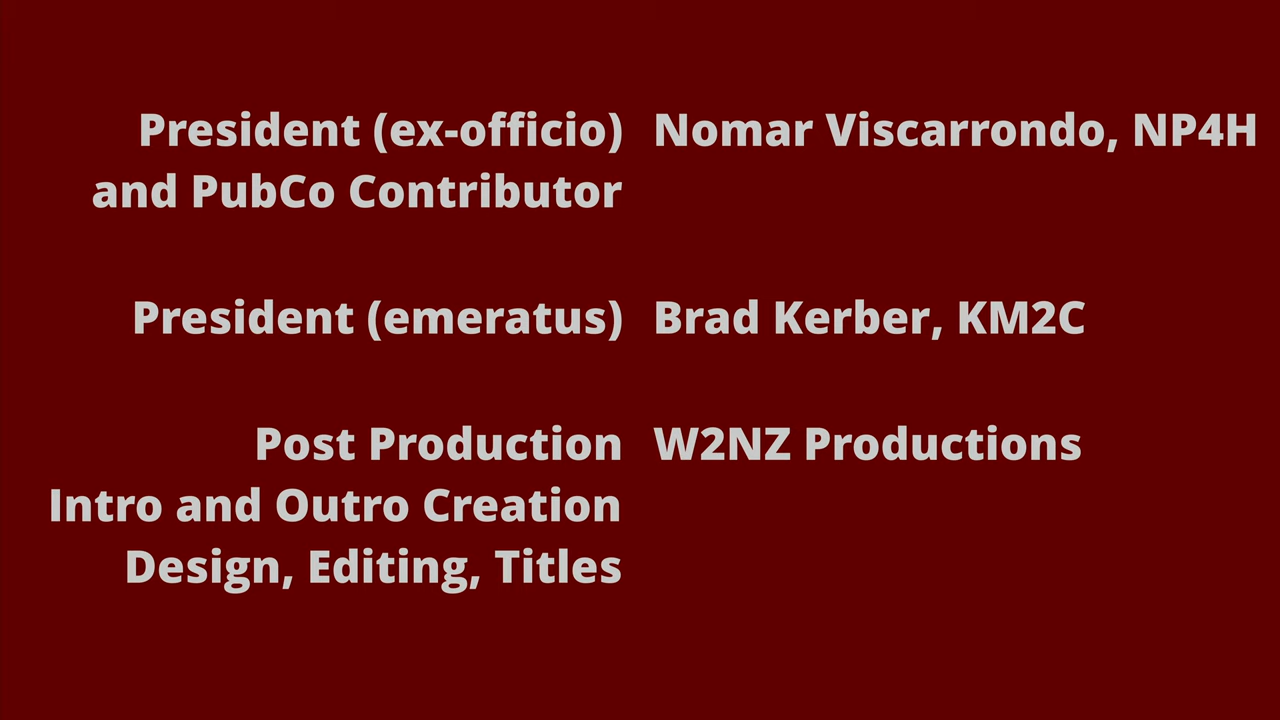 President (ex-officio) Nomar Viscarrondo, NP4H
and PubCo Contributor
President (emeratus) Brad Kerber, KM2C
Post Production W2NZ Productions
Intro and Outro Creation
Design, Editing, Titles